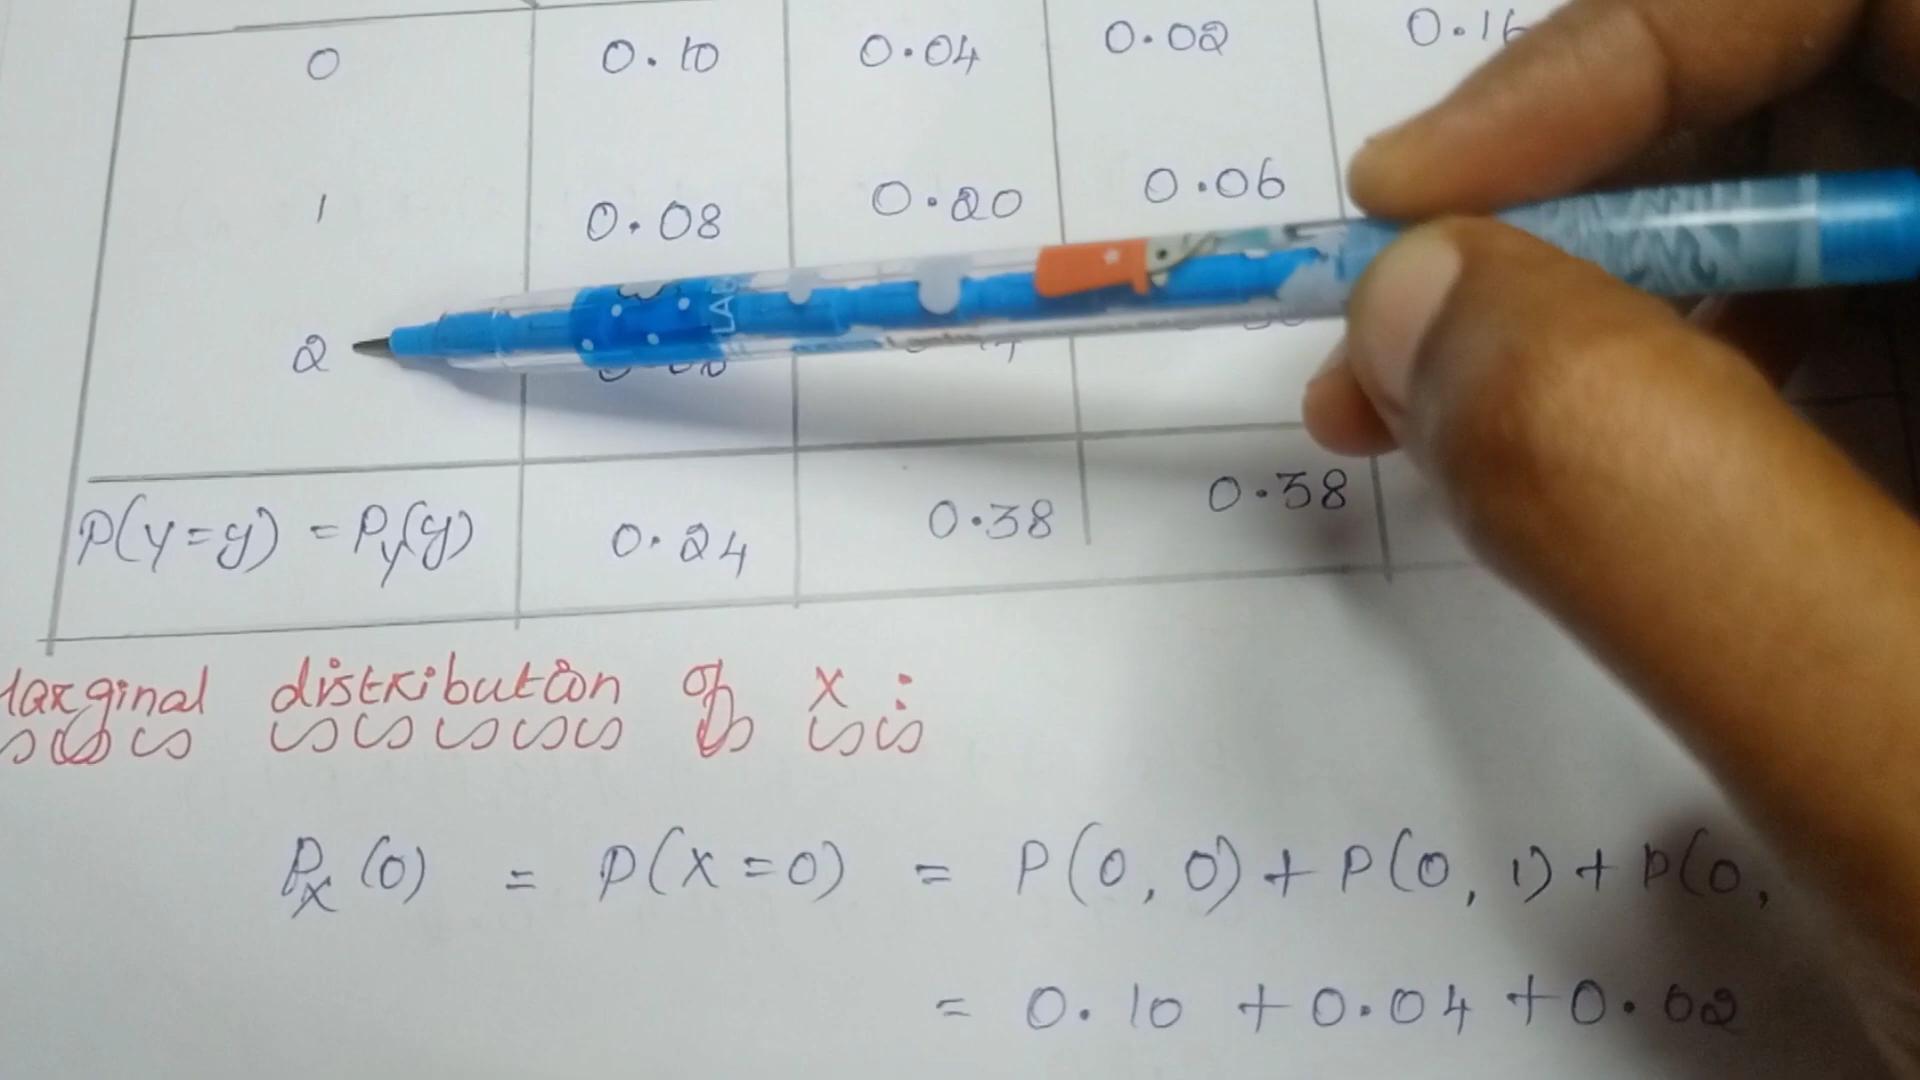 0 0.10 0.04 0.02 0.16
1 0.08 0.20 0.06
2
P(Y=y) = Py(y) 0.24 0.38 0.38
Marginal distribution of X :
Px(0) = P(X=0) = P(0, 0) + P(0, 1) + P(0,
= 0.10 + 0.04 + 0.02